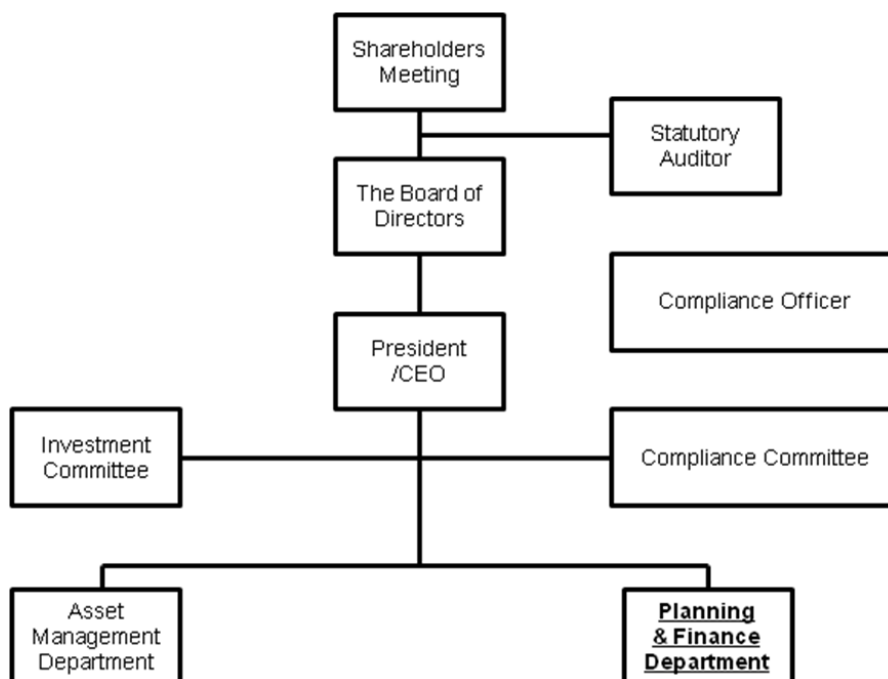 Shareholders
Meeting
Statutory
Auditor
The Board of
Directors
Compliance Officer
President
/CEO
Investment
Committee
Compliance Committee
Asset
Management
Department
Planning
& Finance
Department